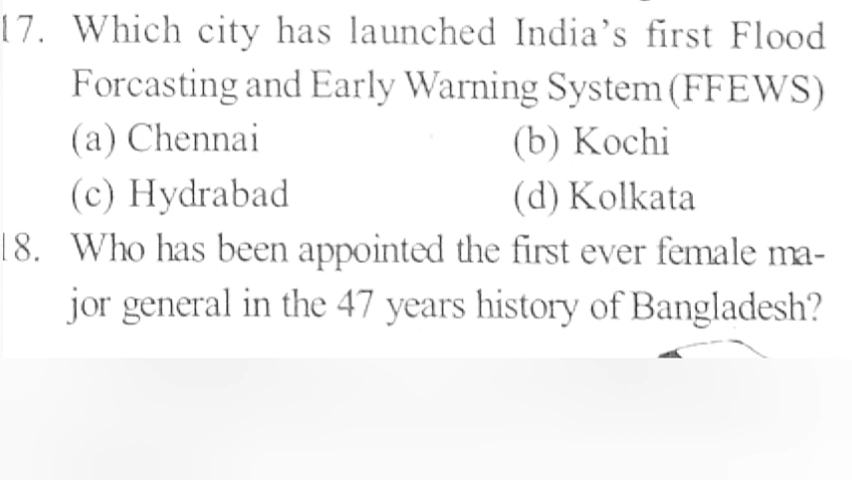 17. Which city has launched India's first Flood
Forcasting and Early Warning System (FFEWS)
(a) Chennai (b) Kochi
(c) Hydrabad (d) Kolkata
18. Who has been appointed the first ever female ma-
jor general in the 47 years history of Bangladesh?